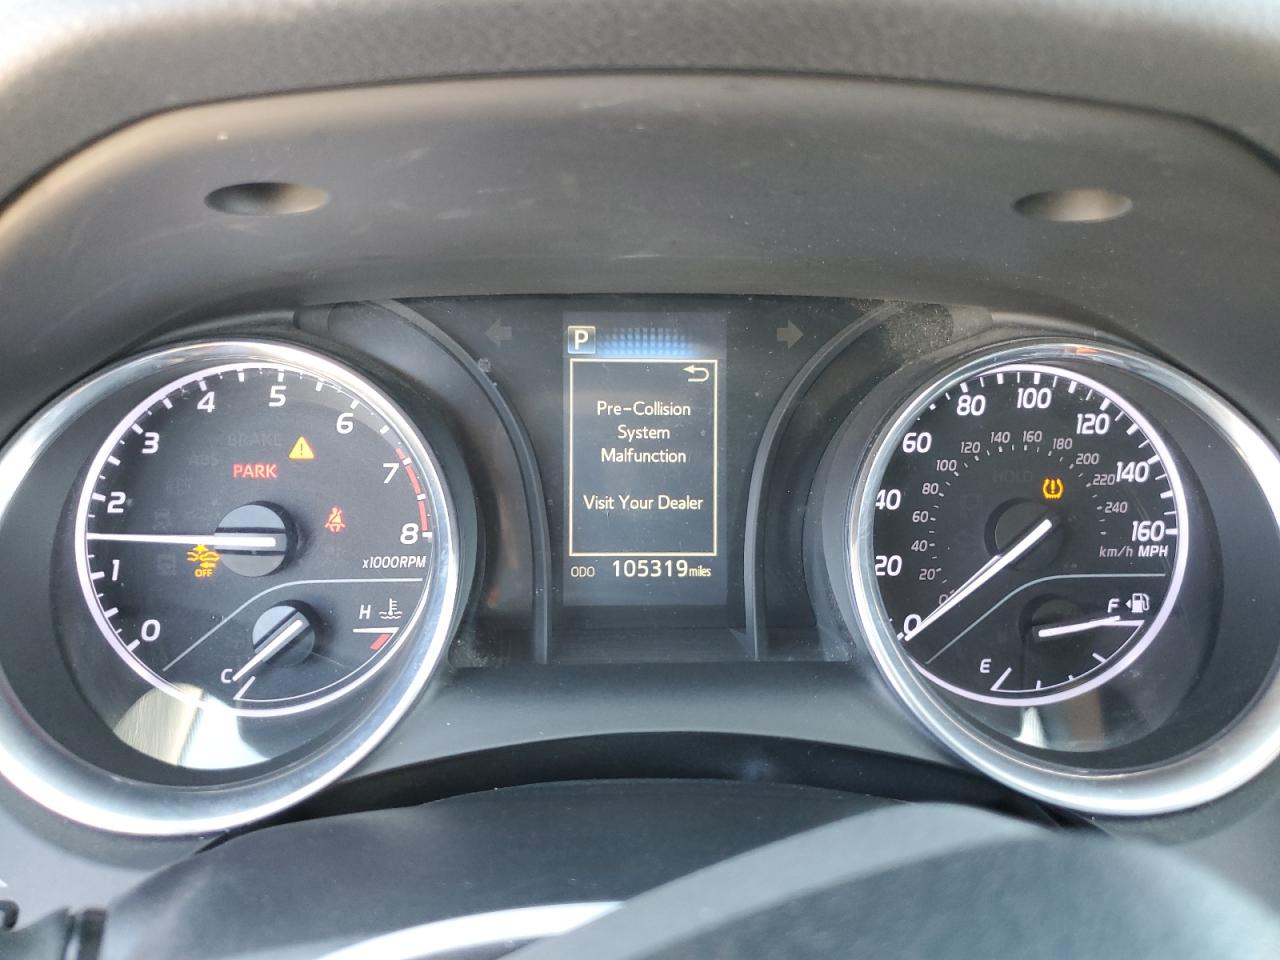 P
Pre-Collision
System
Malfunction
Visit Your Dealer
ODO 105319 miles
BRAKE
ABS
PARK
OFF
0
1
2
3
4
5
6
7
8
x1000RPM
H
C
0
20
40
60
80
100
120
140
160
km/h MPH
0
20
40
60
80
100
120
140
160
180
200
220
240
HOLD
F
E